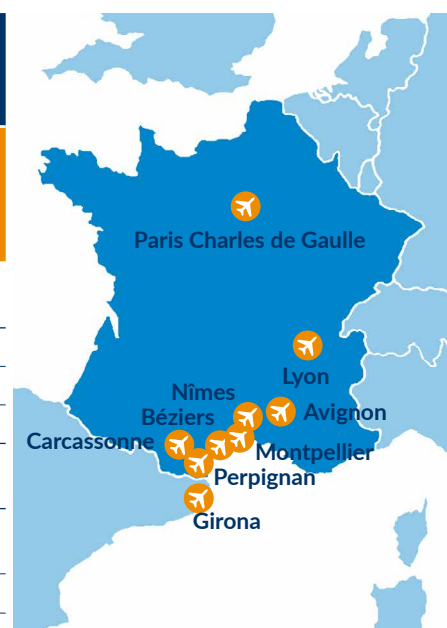 Paris Charles de Gaulle
Lyon
Nîmes
Avignon
Béziers
Carcassonne
Montpellier
Perpignan
Girona